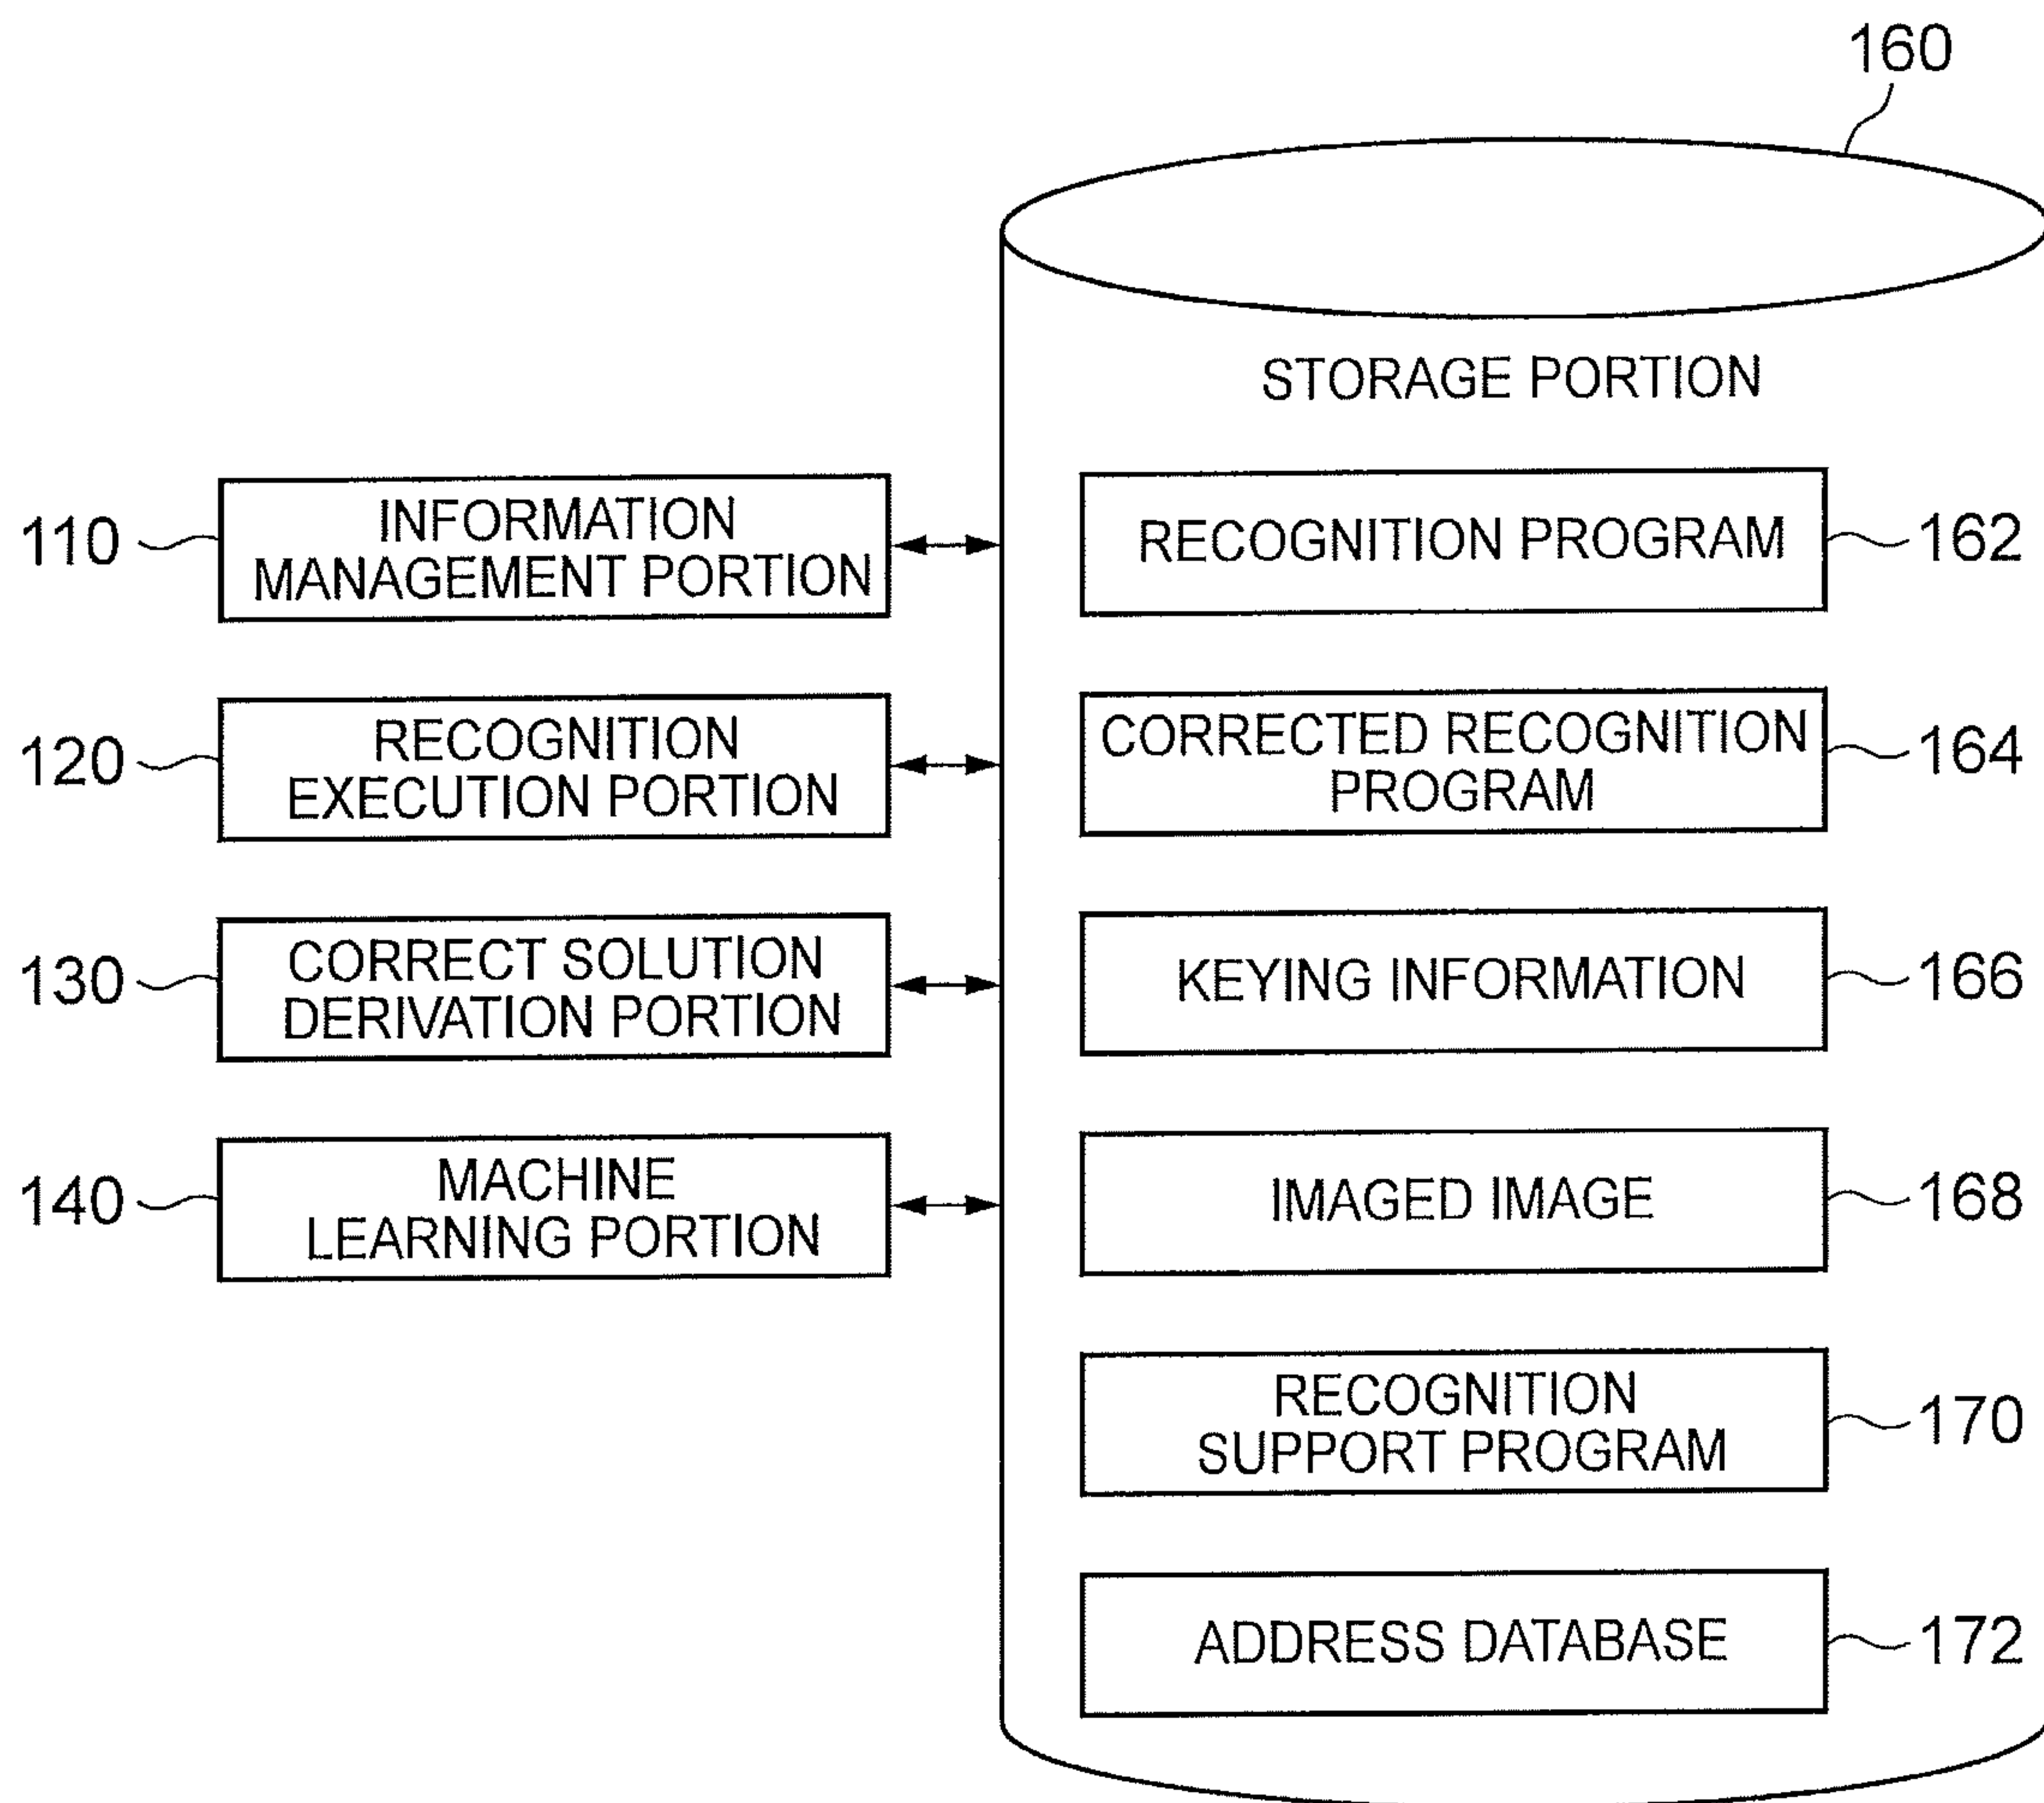 160
STORAGE PORTION
110
INFORMATION
MANAGEMENT PORTION
RECOGNITION PROGRAM
162
120
RECOGNITION
EXECUTION PORTION
CORRECTED RECOGNITION
PROGRAM
164
130
CORRECT SOLUTION
DERIVATION PORTION
KEYING INFORMATION
166
140
MACHINE
LEARNING PORTION
IMAGED IMAGE
168
RECOGNITION
SUPPORT PROGRAM
170
ADDRESS DATABASE
172